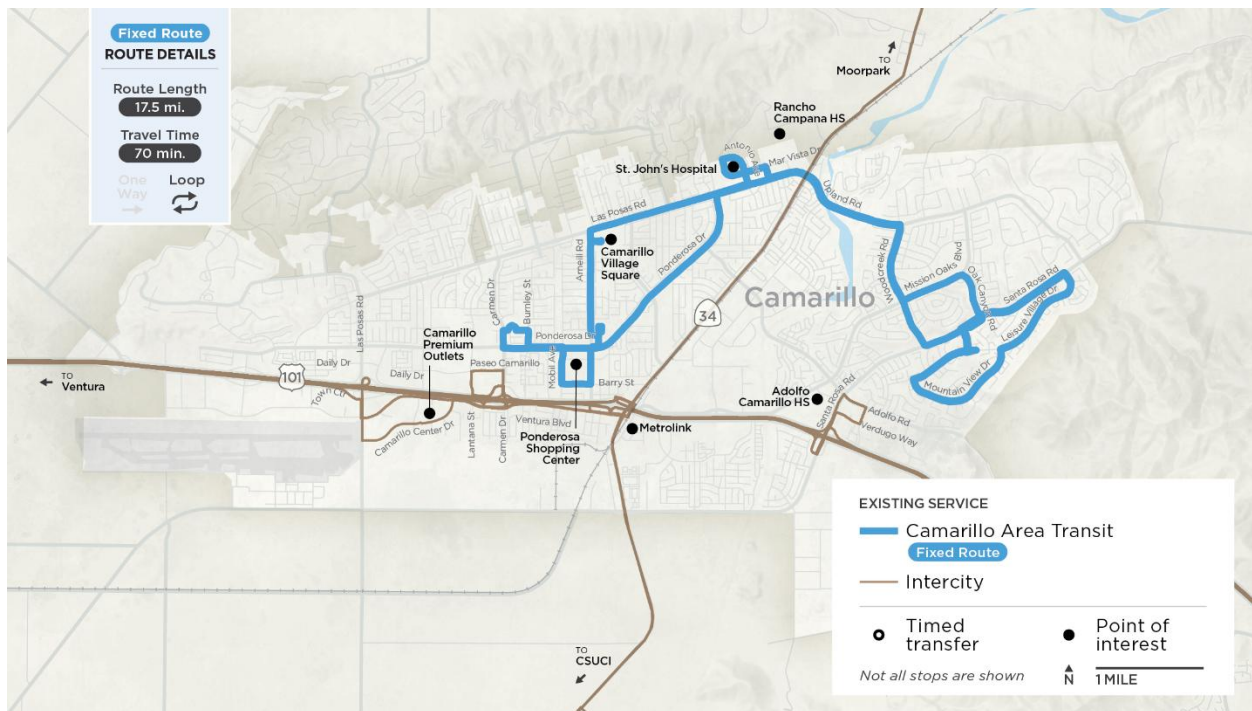 Fixed Route
ROUTE DETAILS
Route Length
17.5 mi.
Travel Time
70 min.
One
Way
Loop
TO
Moorpark
Rancho
Campana HS
Antonio Ave
Mar Vista Dr
St. John's Hospital
Las Posas Rd
Upland Rd
Arneill Rd
Camarillo
Village
Square
Ponderosa Dr
Woodcreek Rd
Mission Oaks Blvd
Oak Canyon Rd
Santa Rosa Rd
Leisure Village Dr
Mountain View Dr
Camarillo
34
Carmen Dr
Burnley St
Ponderosa Dr
Las Posas Rd
Camarillo
Premium
Outlets
Paseo Camarillo
Mobil Ave
Barry St
Daily Dr
Daily Dr
101
TO
Ventura
Town Ctr
Camarillo Center Dr
Lantana St
Carmen Dr
Ventura Blvd
Ponderosa
Shopping
Center
Metrolink
Adolfo
Camarillo HS
Santa Rosa Rd
Adolfo Rd
Verdugo Way
TO
CSUCI
EXISTING SERVICE
Camarillo Area Transit
Fixed Route
Intercity
Timed
transfer
Point of
interest
Not all stops are shown
N
1 MILE